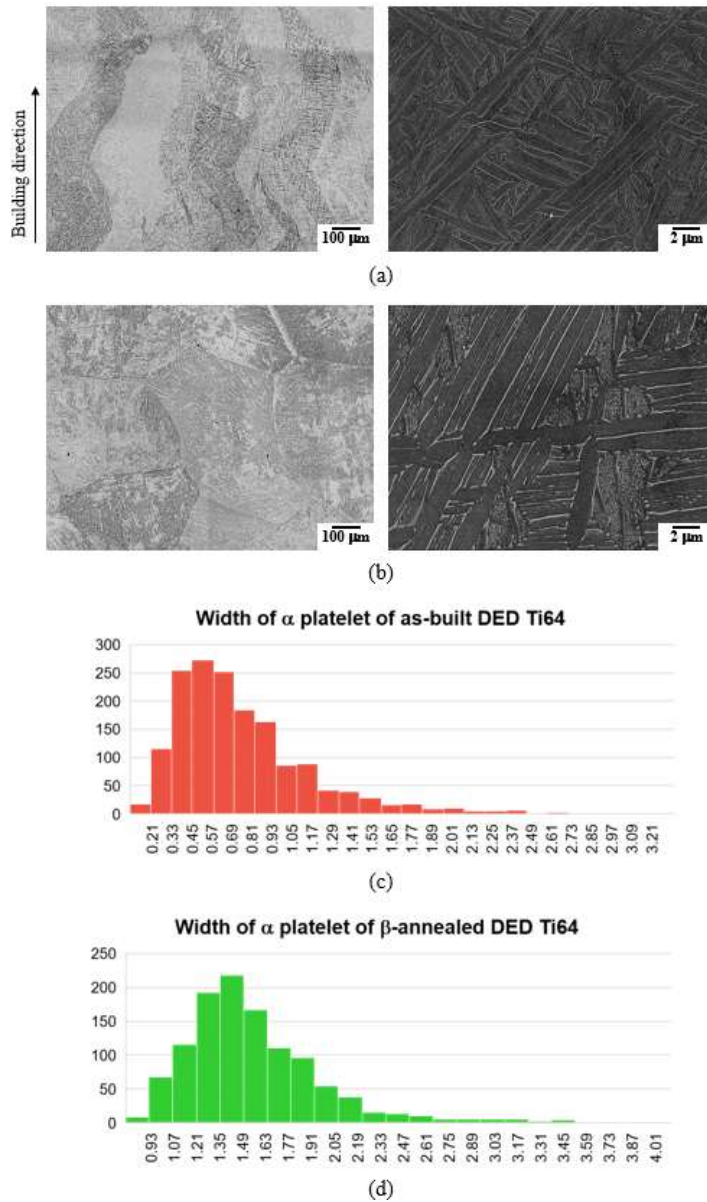 Building direction
100 μm
2 μm
(a)
100 μm
2 μm
(b)
Width of α platelet of as-built DED Ti64
300
250
200
150
100
50
0
0.21 0.33 0.45 0.57 0.69 0.81 0.93 1.05 1.17 1.29 1.41 1.53 1.65 1.77 1.89 2.01 2.13 2.25 2.37 2.49 2.61 2.73 2.85 2.97 3.09 3.21
(c)
Width of α platelet of β-annealed DED Ti64
250
200
150
100
50
0
0.93 1.07 1.21 1.35 1.49 1.63 1.77 1.91 2.05 2.19 2.33 2.47 2.61 2.75 2.89 3.03 3.17 3.31 3.45 3.59 3.73 3.87 4.01
(d)